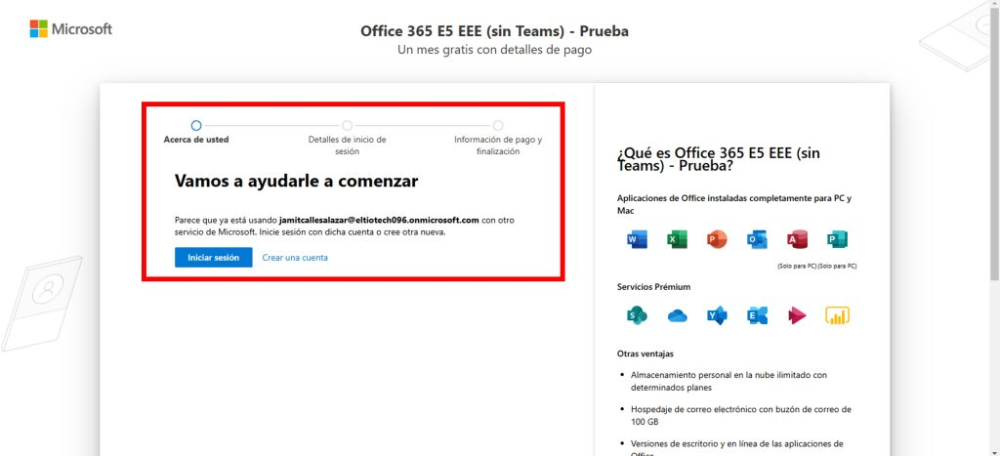 Microsoft
Office 365 E5 EEE (sin Teams) - Prueba
Un mes gratis con detalles de pago
Acerca de usted
Detalles de inicio de
sesión
Información de pago y
finalización
Vamos a ayudarle a comenzar
Parece que ya está usando jamitcallesalazar@eltiotech096.onmicrosoft.com con otro
servicio de Microsoft. Inicie sesión con dicha cuenta o cree otra nueva.
Iniciar sesión
Crear una cuenta
¿Qué es Office 365 E5 EEE (sin
Teams) - Prueba?
Aplicaciones de Office instaladas completamente para PC y
Mac
(Solo para PC) (Solo para PC)
Servicios Prémium
Otras ventajas
Almacenamiento personal en la nube ilimitado con
determinados planes
Hospedaje de correo electrónico con buzón de correo de
100 GB
Versiones de escritorio y en línea de las aplicaciones de
Office